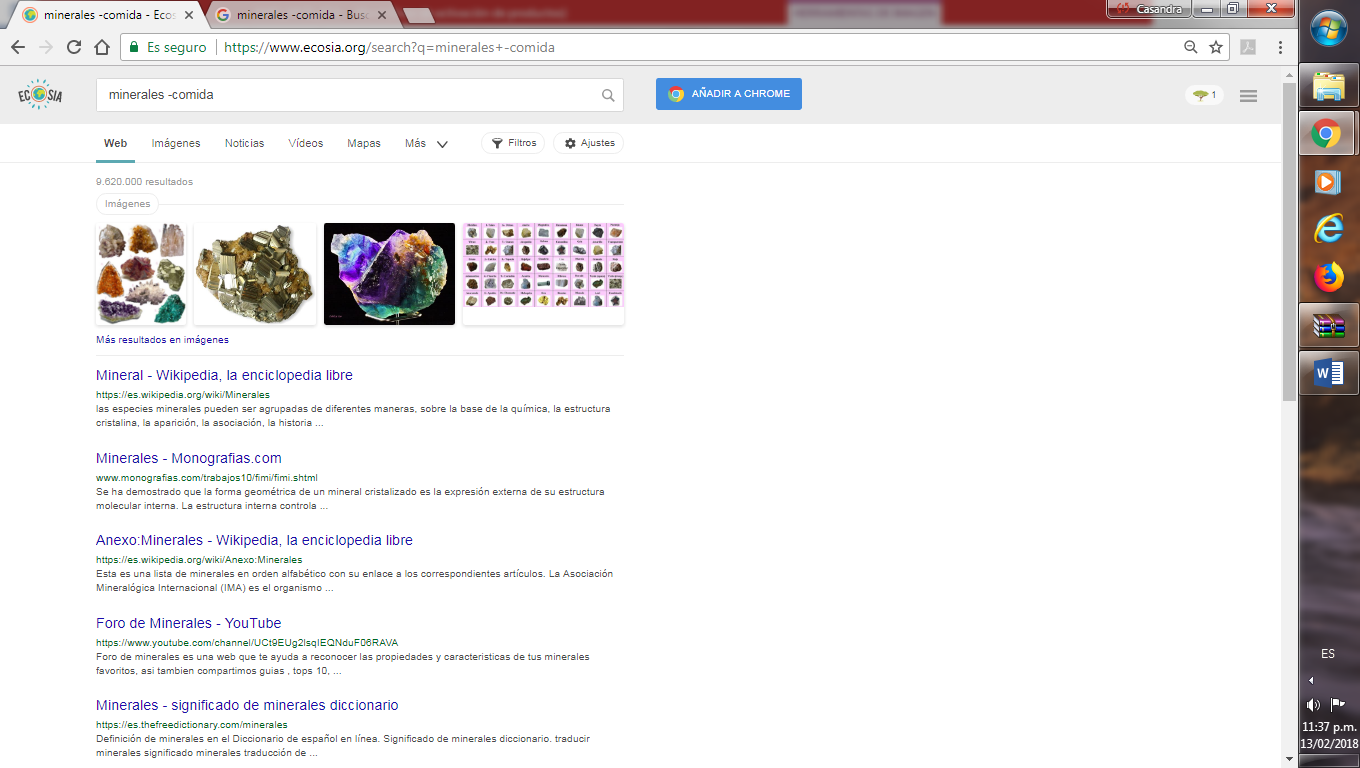 minerales -comida - Ecos
minerales -comida - Bus
Casandra
Es seguro
https://www.ecosia.org/search?q=minerales+-comida
ECOSIA
minerales -comida
AÑADIR A CHROME
1
Web Imágenes Noticias Vídeos Mapas Más Filtros Ajustes
9.620.000 resultados
Imágenes
Más resultados en imágenes
Mineral - Wikipedia, la enciclopedia libre
https://es.wikipedia.org/wiki/Minerales
las especies minerales pueden ser agrupadas de diferentes maneras, sobre la base de la química, la estructura
cristalina, la aparición, la asociación, la historia ...
Minerales - Monografias.com
www.monografias.com/trabajos10/fimi/fimi.shtml
Se ha demostrado que la forma geométrica de un mineral cristalizado es la expresión externa de su estructura
molecular interna. La estructura interna controla ...
Anexo:Minerales - Wikipedia, la enciclopedia libre
https://es.wikipedia.org/wiki/Anexo:Minerales
Esta es una lista de minerales en orden alfabético con su enlace a los correspondientes artículos. La Asociación
Mineralógica Internacional (IMA) es el organismo ...
Foro de Minerales - YouTube
https://www.youtube.com/channel/UCt9EUg2lsqIEQNduF06RAVA
Foro de minerales es una web que te ayuda a reconocer las propiedades y caracteristicas de tus minerales
favoritos, asi tambien compartimos guias , tops 10, ...
Minerales - significado de minerales diccionario
https://es.thefreedictionary.com/minerales
Definición de minerales en el Diccionario de español en línea. Significado de minerales diccionario. traducir
minerales significado minerales traducción de ...
ES
11:37 p.m.
13/02/2018